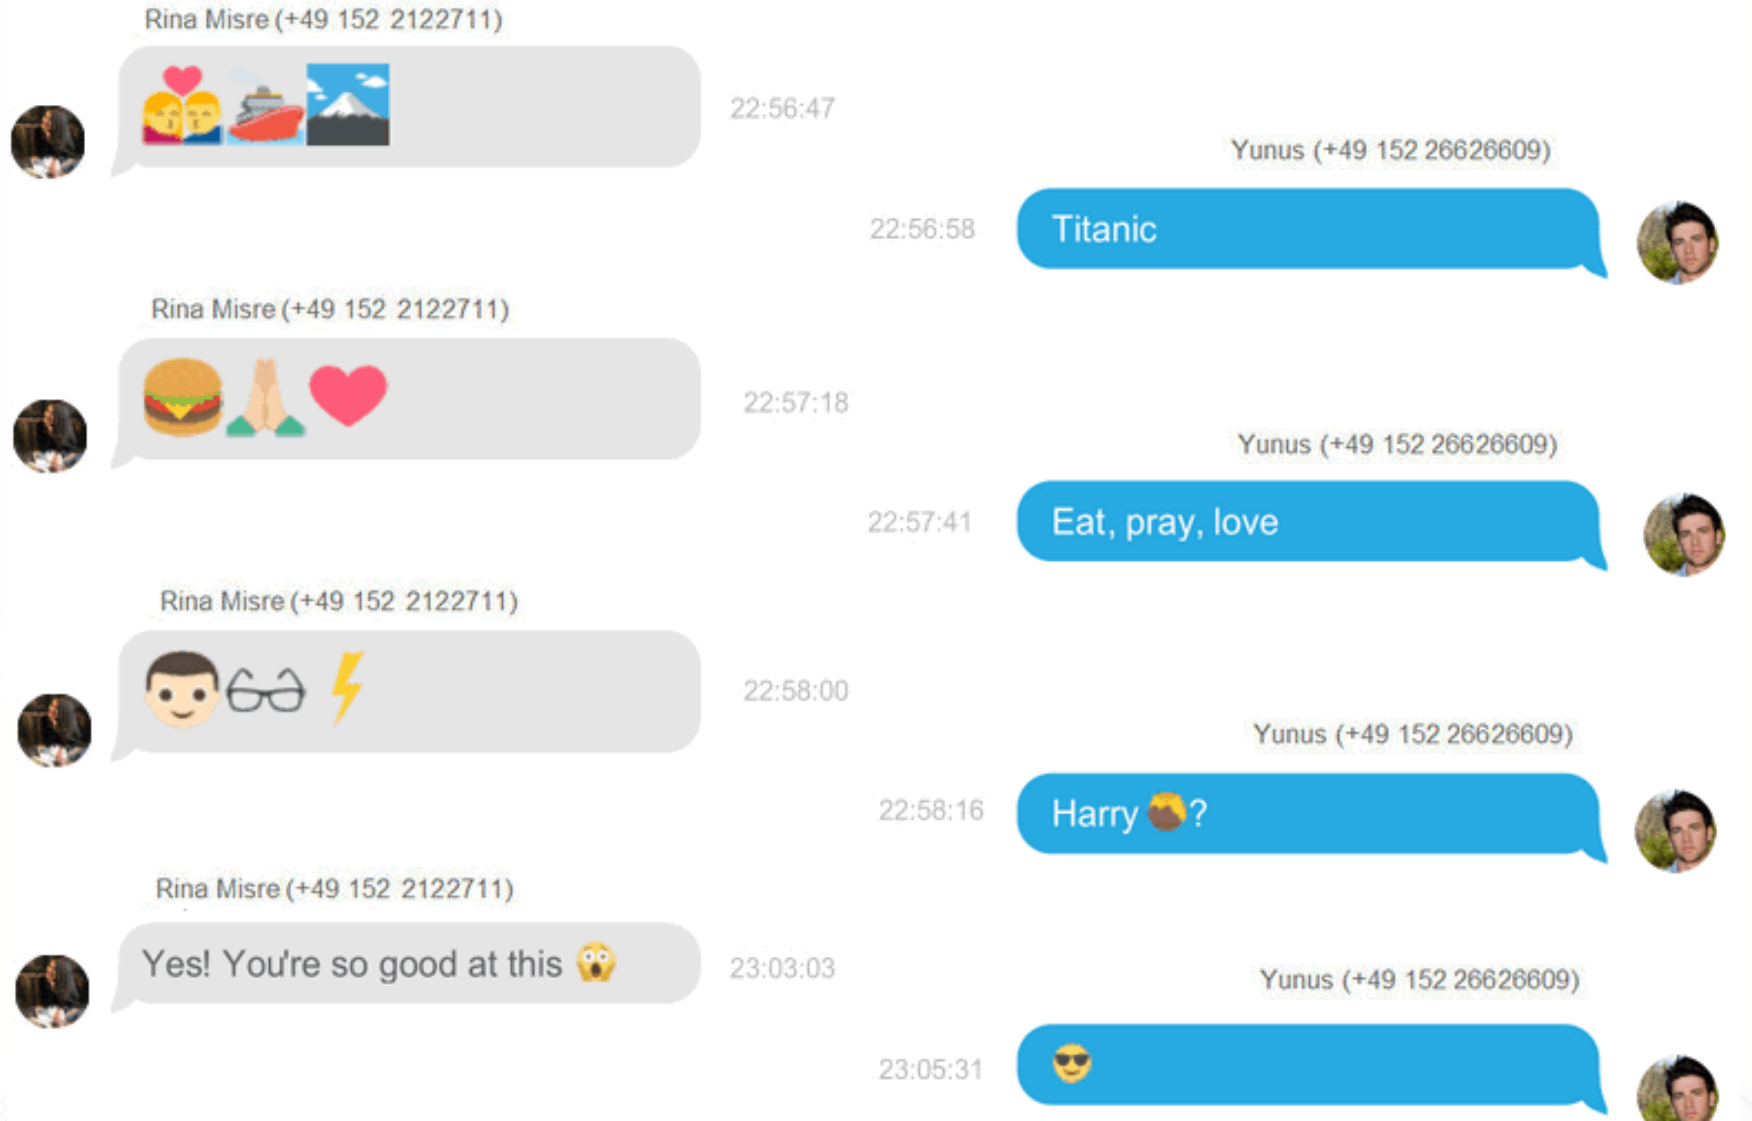 Rina Misre (+49 152 2122711)
22:56:47
Yunus (+49 152 26626609)
22:56:58
Titanic
Rina Misre (+49 152 2122711)
22:57:18
Yunus (+49 152 26626609)
22:57:41
Eat, pray, love
Rina Misre (+49 152 2122711)
22:58:00
Yunus (+49 152 26626609)
22:58:16
Harry ?
Rina Misre (+49 152 2122711)
Yes! You're so good at this
23:03:03
Yunus (+49 152 26626609)
23:05:31